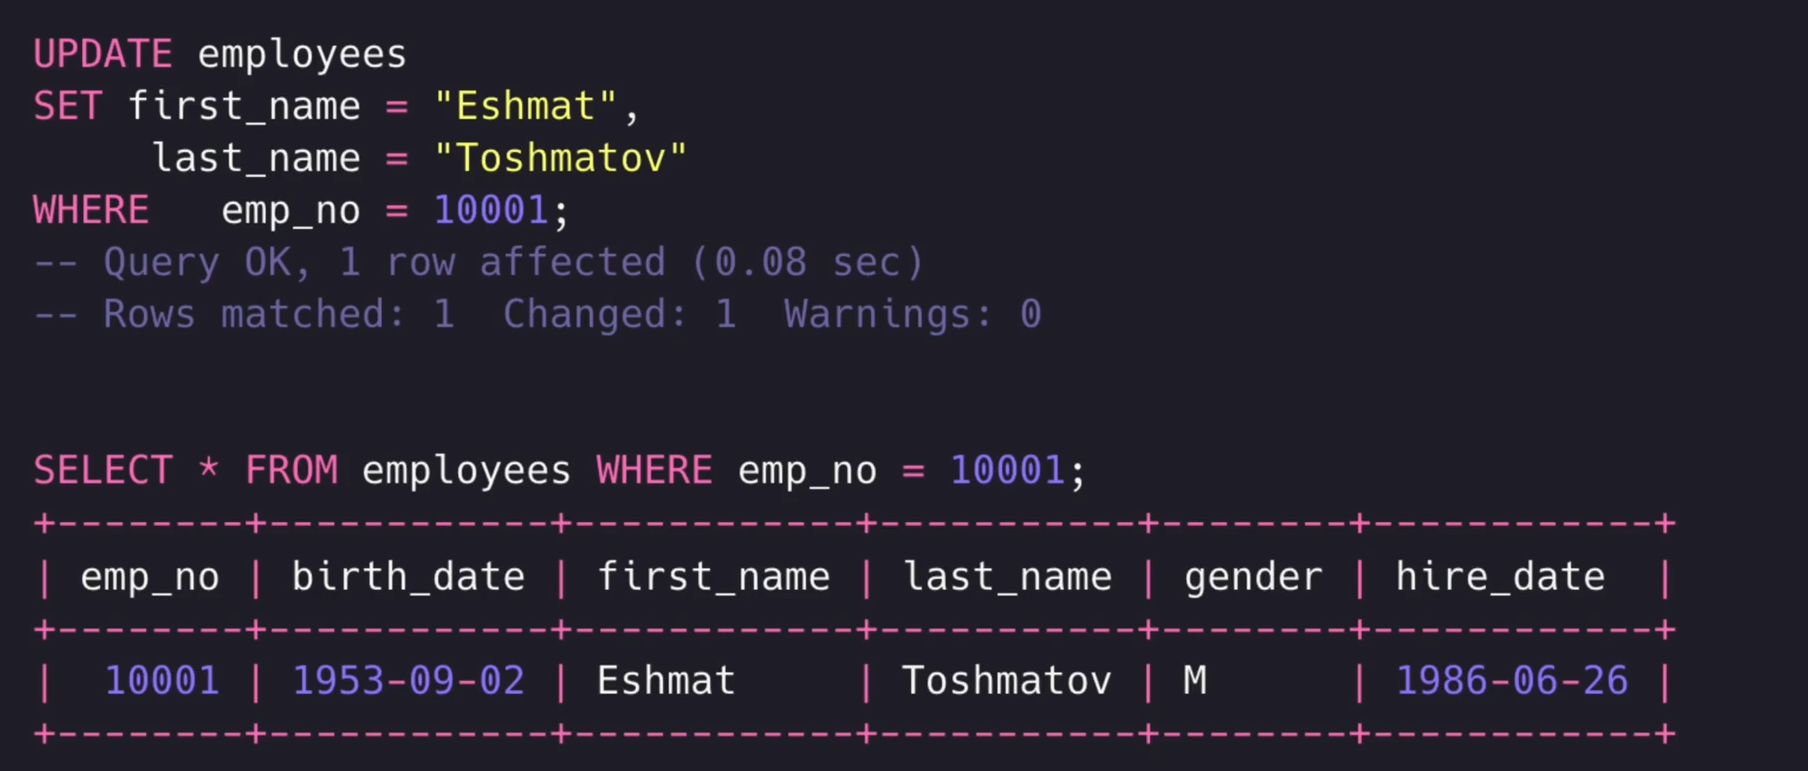 UPDATE employees
SET first_name = "Eshmat",
     last_name = "Toshmatov"
WHERE   emp_no = 10001;
-- Query OK, 1 row affected (0.08 sec)
-- Rows matched: 1  Changed: 1  Warnings: 0
SELECT * FROM employees WHERE emp_no = 10001;
+--------+------------+------------+-----------+--------+------------+
| emp_no | birth_date | first_name | last_name | gender | hire_date  |
+--------+------------+------------+-----------+--------+------------+
|  10001 | 1953-09-02 | Eshmat     | Toshmatov | M      | 1986-06-26 |
+--------+------------+------------+-----------+--------+------------+